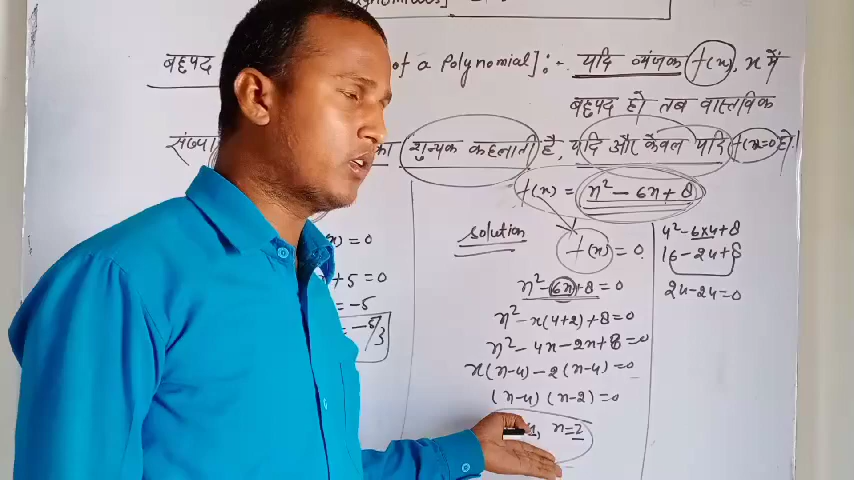 बहुपद of a Polynomial] :- यदि व्यंजक f(x), x में
बहुपद हो तब वास्तविक
संख्या का शुन्यक कहलाती है, यदि और केवल यदि f(x=0) हो।
f(x) = x² - 6x + 8
Solution
f(x) = 0
x² - 6x + 8 = 0
x² - x(4+2) + 8 = 0
x² - 4x - 2x + 8 = 0
x(x-4) - 2(x-4) = 0
(x-4) (x-2) = 0
4, x = 2
4² - 6×4 + 8
16 - 24 + 8
24 - 24 = 0
x) = 0
+ 5 = 0
= -5
= -5/3